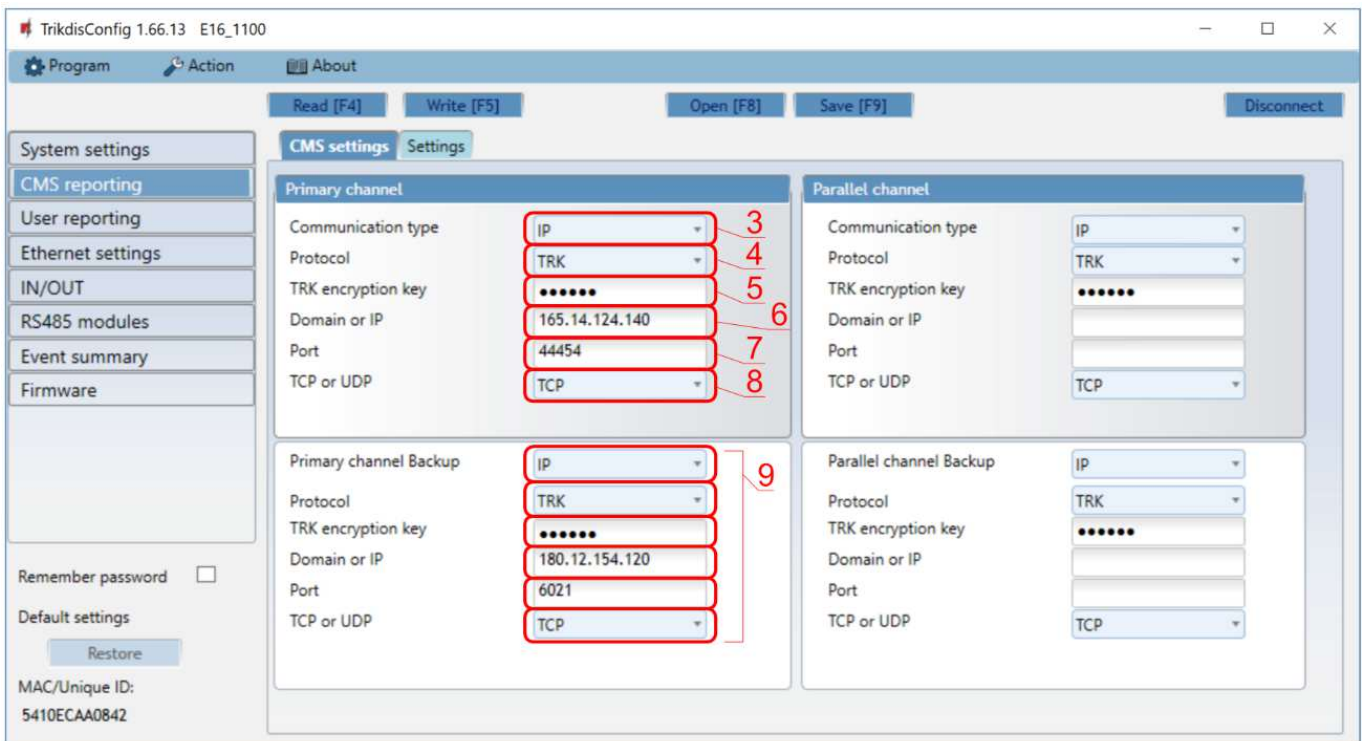 TrikdisConfig 1.66.13 E16_1100
Program Action About
Read [F4] Write [F5] Open [F8] Save [F9] Disconnect
System settings
CMS reporting
User reporting
Ethernet settings
IN/OUT
RS485 modules
Event summary
Firmware
Remember password
Default settings
Restore
MAC/Unique ID:
5410ECAA0842
CMS settings Settings
Primary channel
Communication type IP 3
Protocol TRK 4
TRK encryption key ●●●●●● 5
Domain or IP 165.14.124.140 6
Port 44454 7
TCP or UDP TCP 8
Primary channel Backup IP
Protocol TRK
TRK encryption key ●●●●●●
Domain or IP 180.12.154.120
Port 6021
TCP or UDP TCP
9
Parallel channel
Communication type IP
Protocol TRK
TRK encryption key ●●●●●●
Domain or IP
Port
TCP or UDP TCP
Parallel channel Backup IP
Protocol TRK
TRK encryption key ●●●●●●
Domain or IP
Port
TCP or UDP TCP